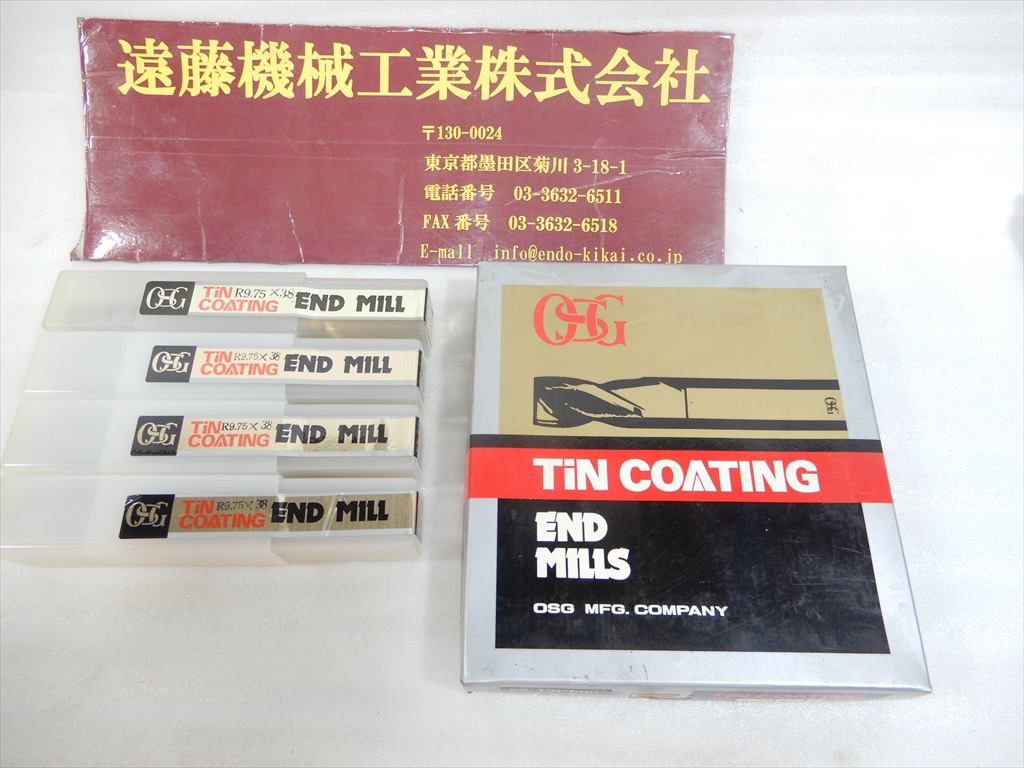 遠藤機械工業株式会社
〒130-0024
東京都墨田区菊川 3-18-1
電話番号 03-3632-6511
FAX 番号 03-3632-6518
E-mall info@endo-kikai.co.jp
OSG TiN COATING R9.75×38 END MILL
OSG TiN COATING R9.75×38 END MILL
OSG TiN COATING R9.75×38 END MILL
OSG TiN COATING R9.75×38 END MILL
OSG
OSG
TiN COATING
END
MILLS
OSG MFG. COMPANY